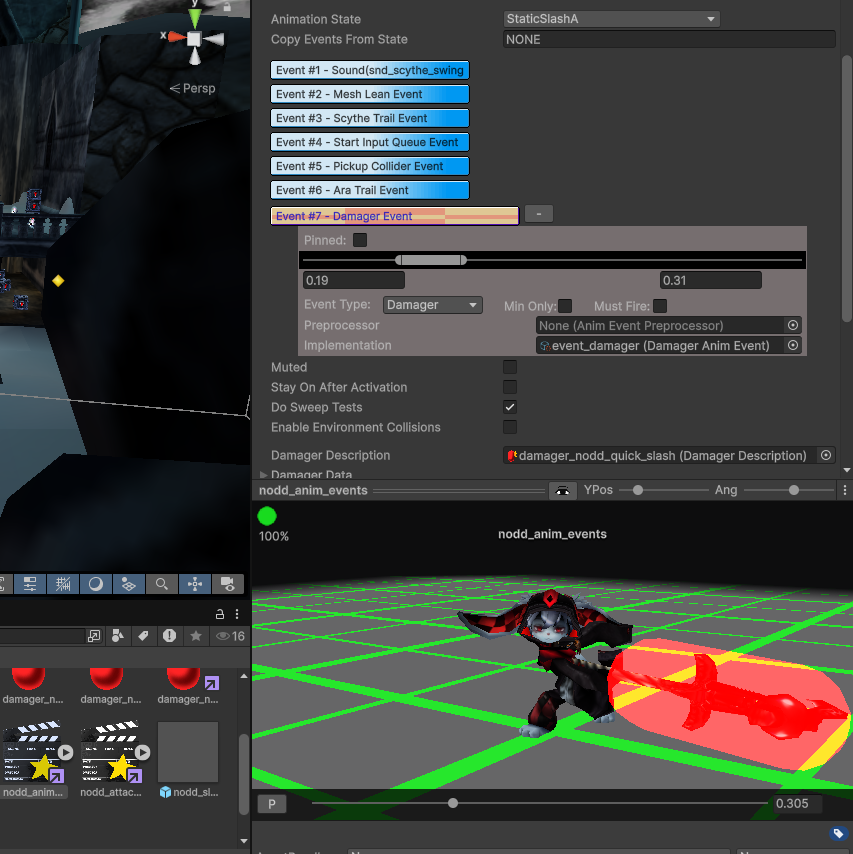 y
x
Persp
Animation State
StaticSlashA
Copy Events From State
NONE
Event #1 - Sound(snd_scythe_swing
Event #2 - Mesh Lean Event
Event #3 - Scythe Trail Event
Event #4 - Start Input Queue Event
Event #5 - Pickup Collider Event
Event #6 - Ara Trail Event
Event #7 - Damager Event
-
Pinned:
0.19
0.31
Event Type:
Damager
Min Only:
Must Fire:
Preprocessor
None (Anim Event Preprocessor)
Implementation
event_damager (Damager Anim Event)
Muted
Stay On After Activation
Do Sweep Tests
Enable Environment Collisions
Damager Description
damager_nodd_quick_slash (Damager Description)
Damager Data
nodd_anim_events
YPos
Ang
100%
nodd_anim_events
16
damager_n...
damager_n...
damager_n...
nodd_anim...
nodd_attac...
nodd_sl...
P
0.305